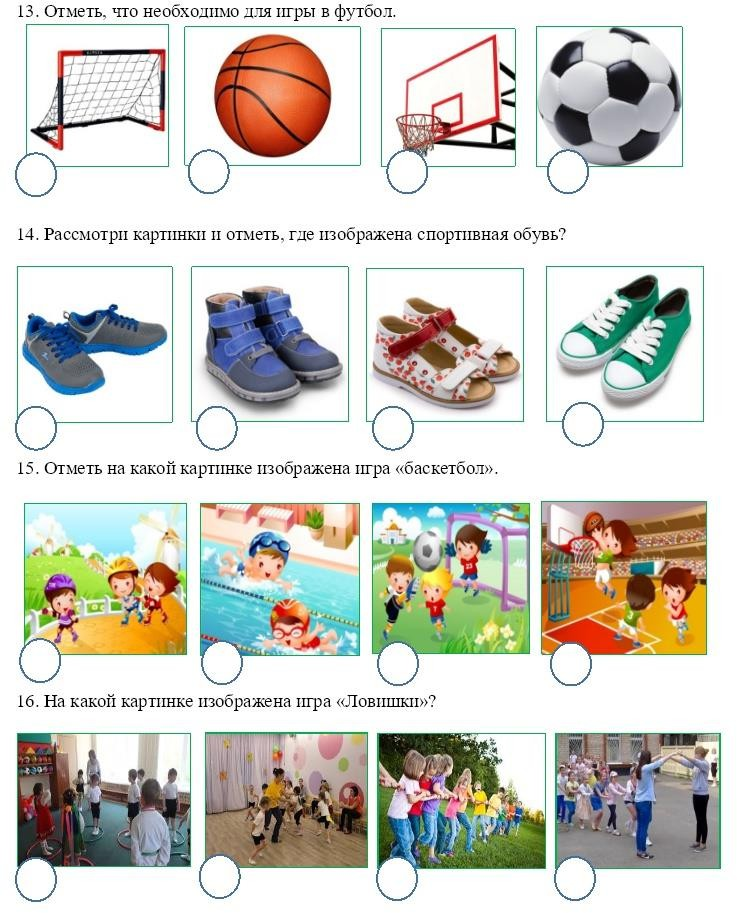 13. Отметь, что необходимо для игры в футбол.
14. Рассмотри картинки и отметь, где изображена спортивная обувь?
15. Отметь на какой картинке изображена игра «баскетбол».
16. На какой картинке изображена игра «Ловишки»?